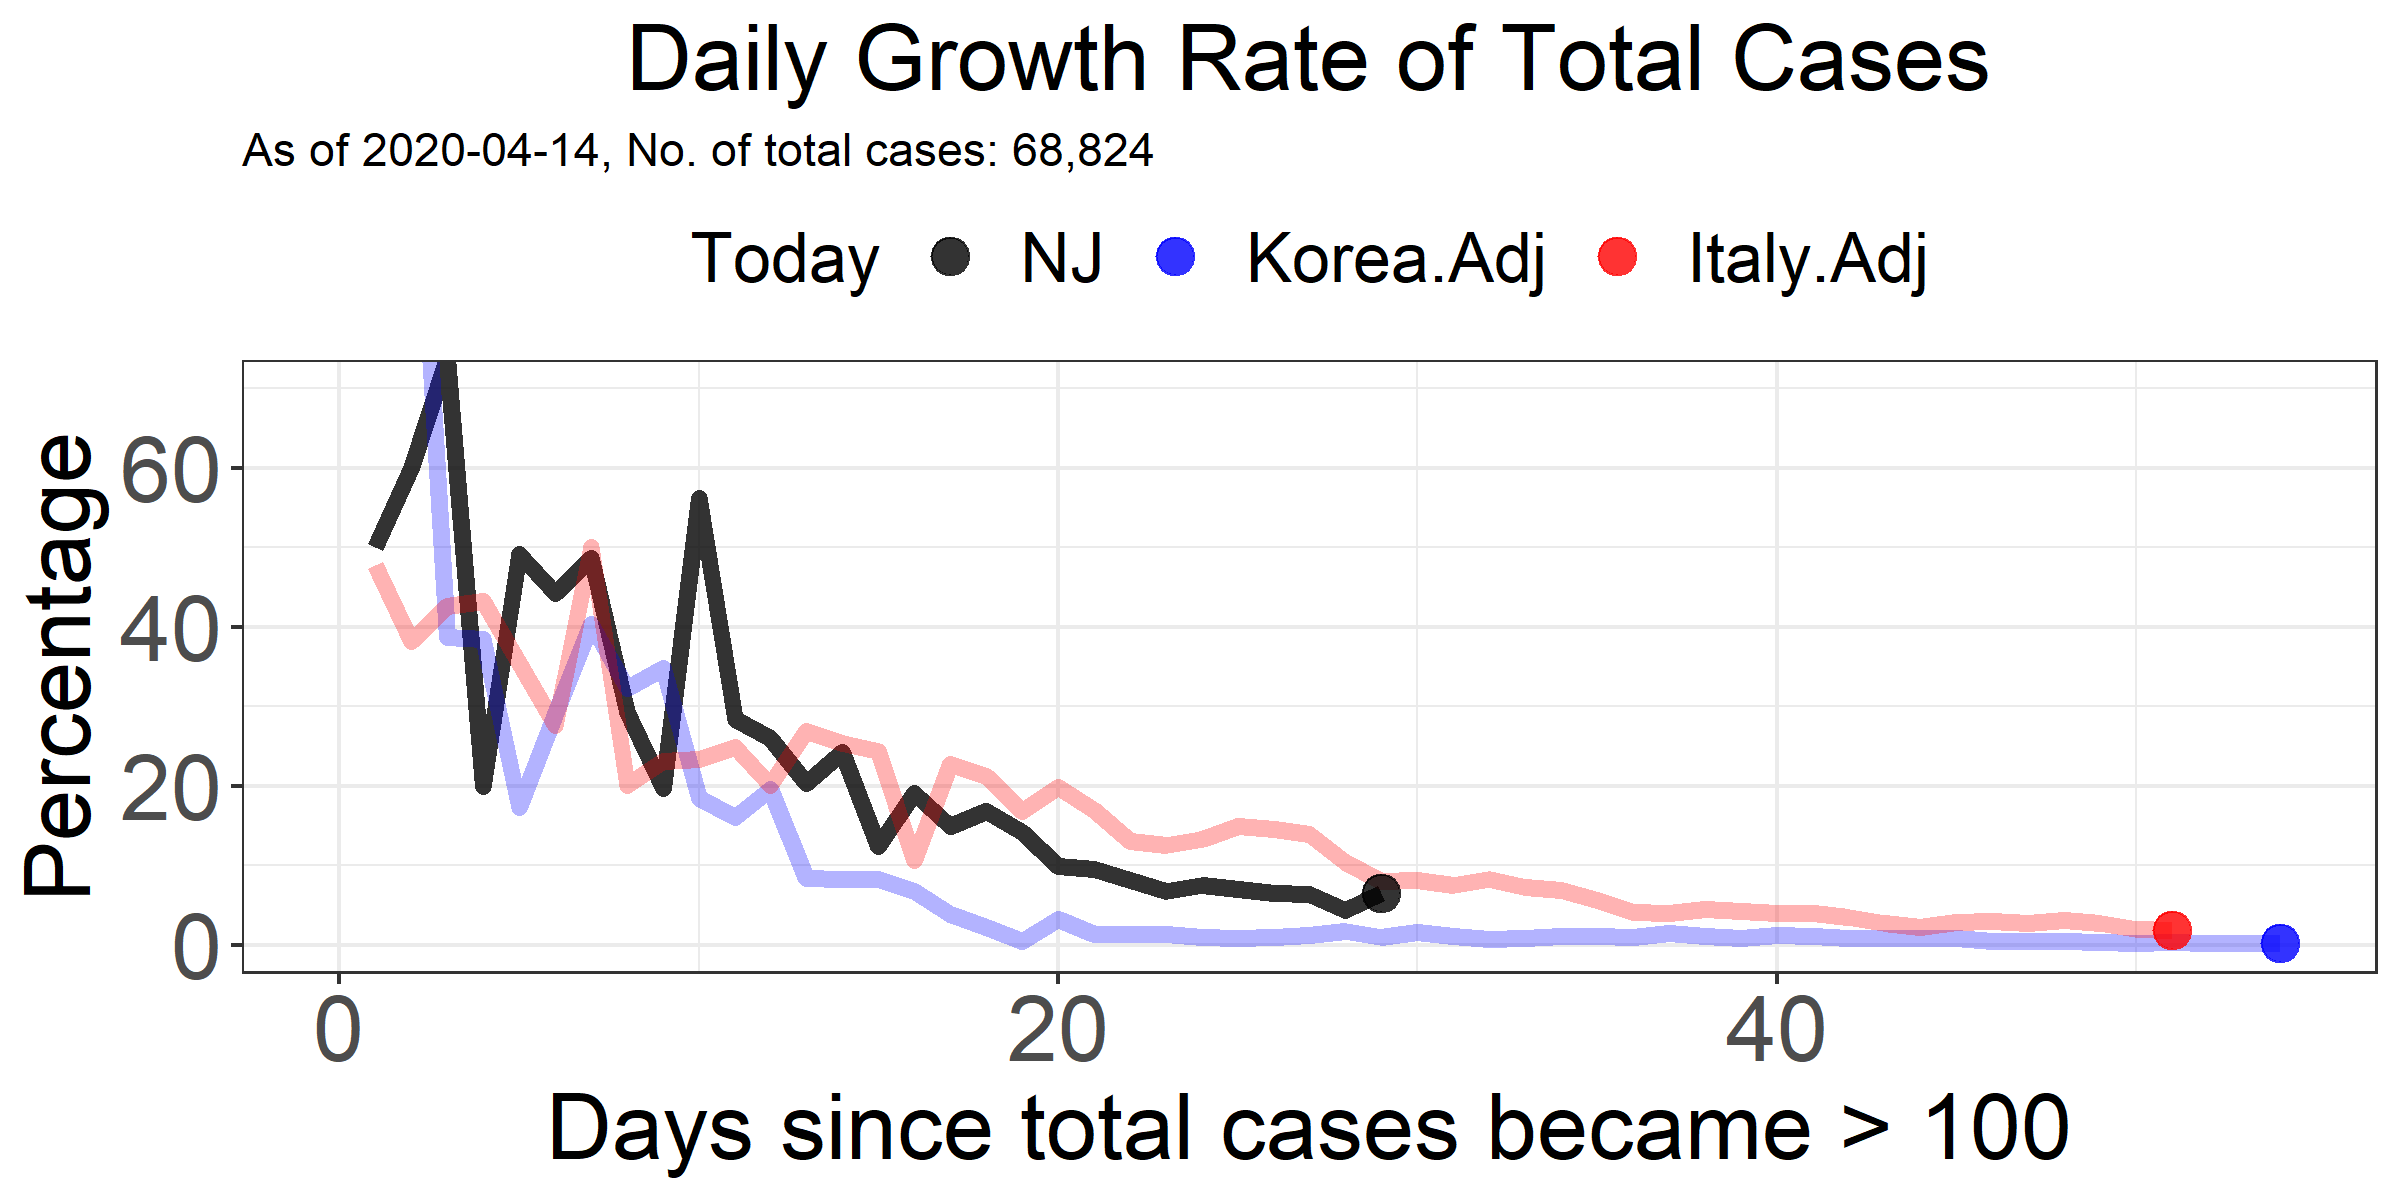 Daily Growth Rate of Total Cases
As of 2020-04-14, No. of total cases: 68,824
Today NJ Korea.Adj Italy.Adj
Percentage
60
40
20
0
0 20 40
Days since total cases became > 100